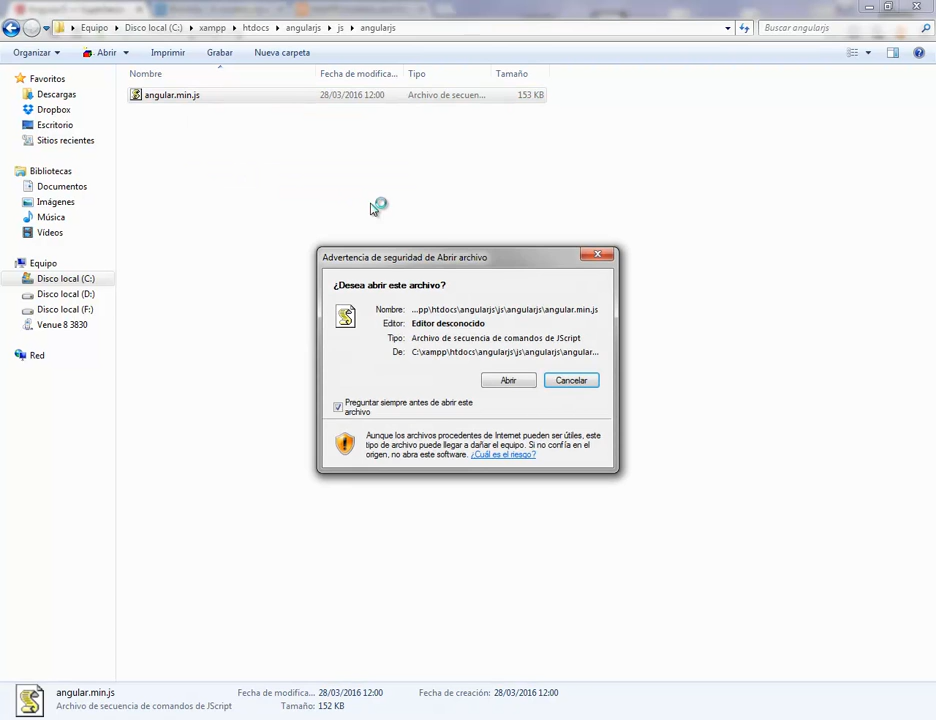 Equipo ▸ Disco local (C:) ▸ xampp ▸ htdocs ▸ angularjs ▸ js ▸ angularjs
Buscar angularjs
Organizar Abrir Imprimir Grabar Nueva carpeta
Nombre Fecha de modifica... Tipo Tamaño
angular.min.js 28/03/2016 12:00 Archivo de secuen... 153 KB
Favoritos
Descargas
Dropbox
Escritorio
Sitios recientes
Bibliotecas
Documentos
Imágenes
Música
Vídeos
Equipo
Disco local (C:)
Disco local (D:)
Disco local (F:)
Venue 8 3830
Red
Advertencia de seguridad de Abrir archivo
¿Desea abrir este archivo?
Nombre: ...pp\htdocs\angularjs\js\angularjs\angular.min.js
Editor: Editor desconocido
Tipo: Archivo de secuencia de comandos de JScript
De: C:\xampp\htdocs\angularjs\js\angularjs\angular...
Abrir Cancelar
Preguntar siempre antes de abrir este
archivo
Aunque los archivos procedentes de Internet pueden ser útiles, este
tipo de archivo puede llegar a dañar el equipo. Si no confía en el
origen, no abra este software. ¿Cuál es el riesgo?
angular.min.js Fecha de modifica... 28/03/2016 12:00 Fecha de creación: 28/03/2016 12:00
Archivo de secuencia de comandos de JScript Tamaño: 152 KB